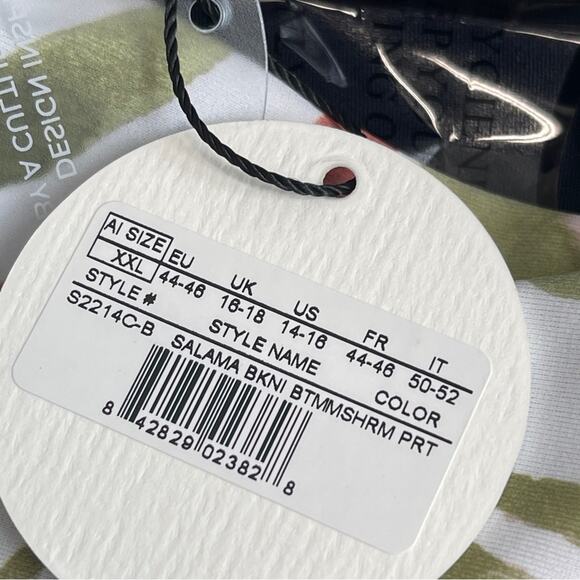 AI SIZE EU UK US FR IT
XXL 44-46 16-18 14-16 44-46 50-52
STYLE # STYLE NAME COLOR
S2214C-B SALAMA BKNI BTMMSHRM PRT
8 42829 02382 8
DESIGN